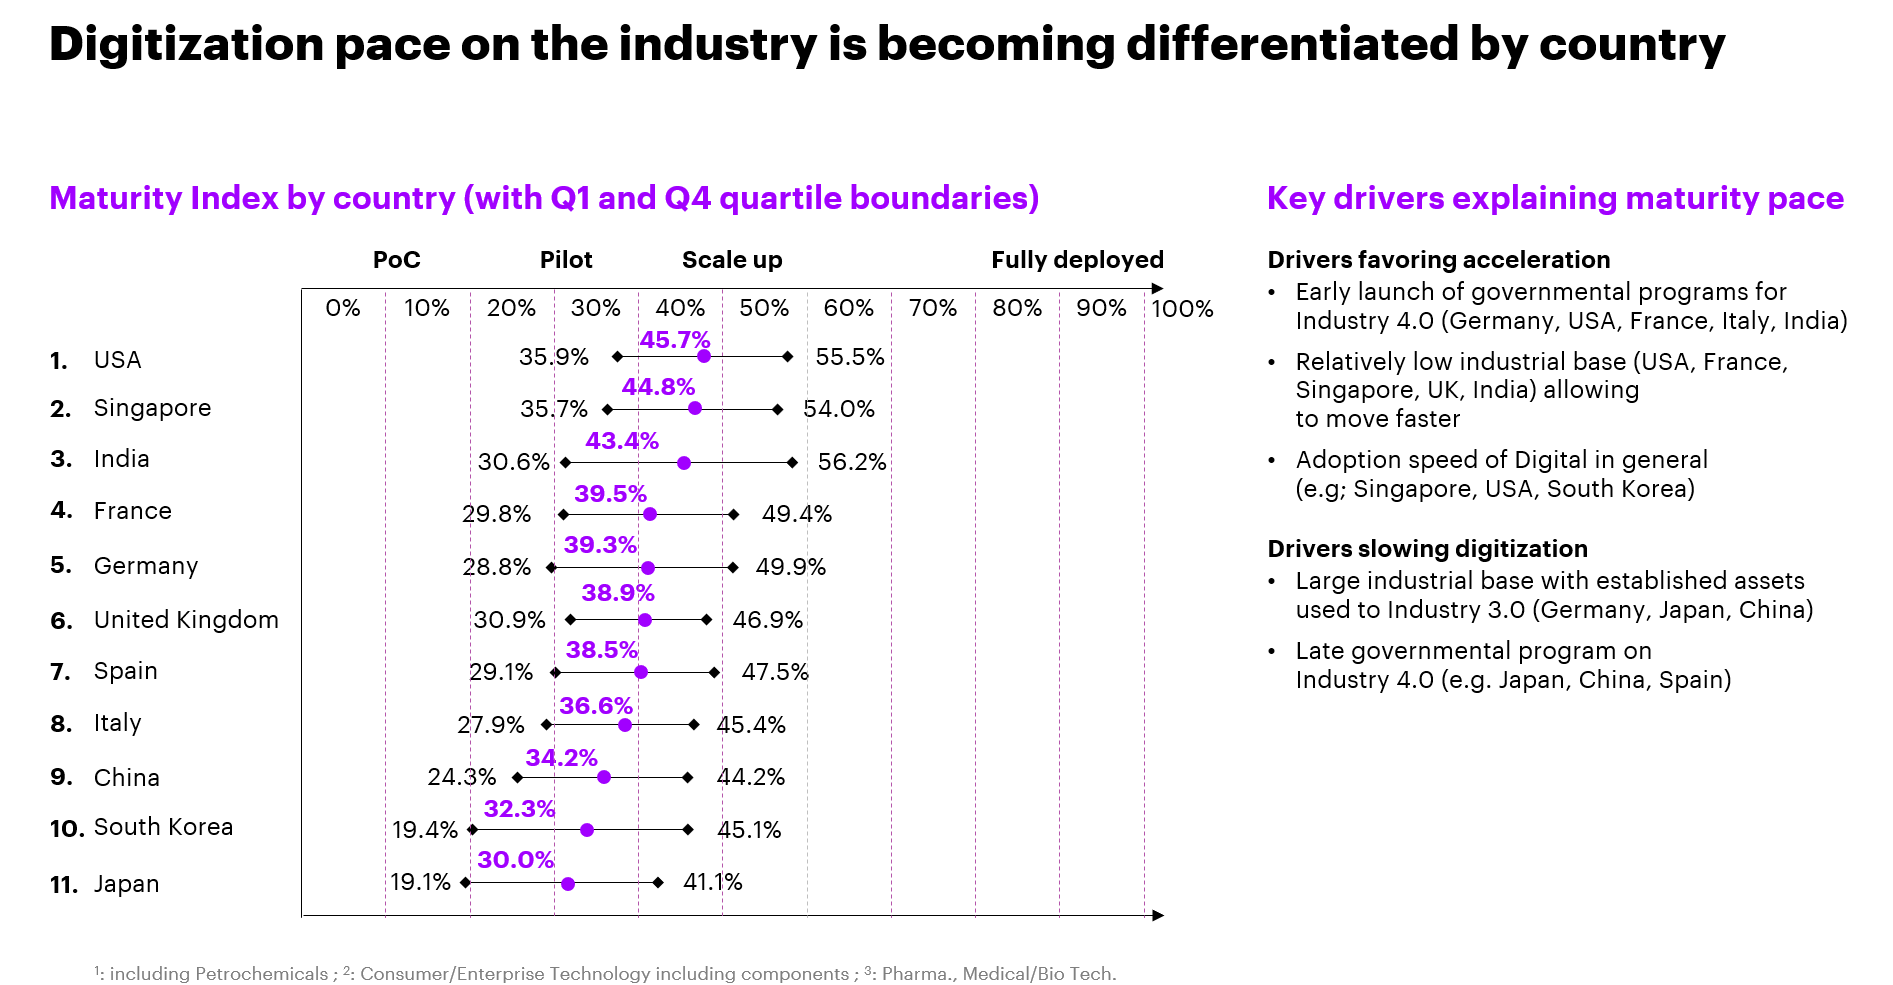 Digitization pace on the industry is becoming differentiated by country
Maturity Index by country (with Q1 and Q4 quartile boundaries)
PoC Pilot Scale up Fully deployed
0% 10% 20% 30% 40% 50% 60% 70% 80% 90% 100%
45.7%
1. USA 35.9% 55.5%
44.8%
2. Singapore 35.7% 54.0%
43.4%
3. India 30.6% 56.2%
39.5%
4. France 29.8% 49.4%
39.3%
5. Germany 28.8% 49.9%
38.9%
6. United Kingdom 30.9% 46.9%
38.5%
7. Spain 29.1% 47.5%
36.6%
8. Italy 27.9% 45.4%
34.2%
9. China 24.3% 44.2%
32.3%
10. South Korea 19.4% 45.1%
30.0%
11. Japan 19.1% 41.1%
Key drivers explaining maturity pace
Drivers favoring acceleration
• Early launch of governmental programs for
Industry 4.0 (Germany, USA, France, Italy, India)
• Relatively low industrial base (USA, France,
Singapore, UK, India) allowing
to move faster
• Adoption speed of Digital in general
(e.g; Singapore, USA, South Korea)
Drivers slowing digitization
• Large industrial base with established assets
used to Industry 3.0 (Germany, Japan, China)
• Late governmental program on
Industry 4.0 (e.g. Japan, China, Spain)
¹: including Petrochemicals ; ²: Consumer/Enterprise Technology including components ; ³: Pharma., Medical/Bio Tech.